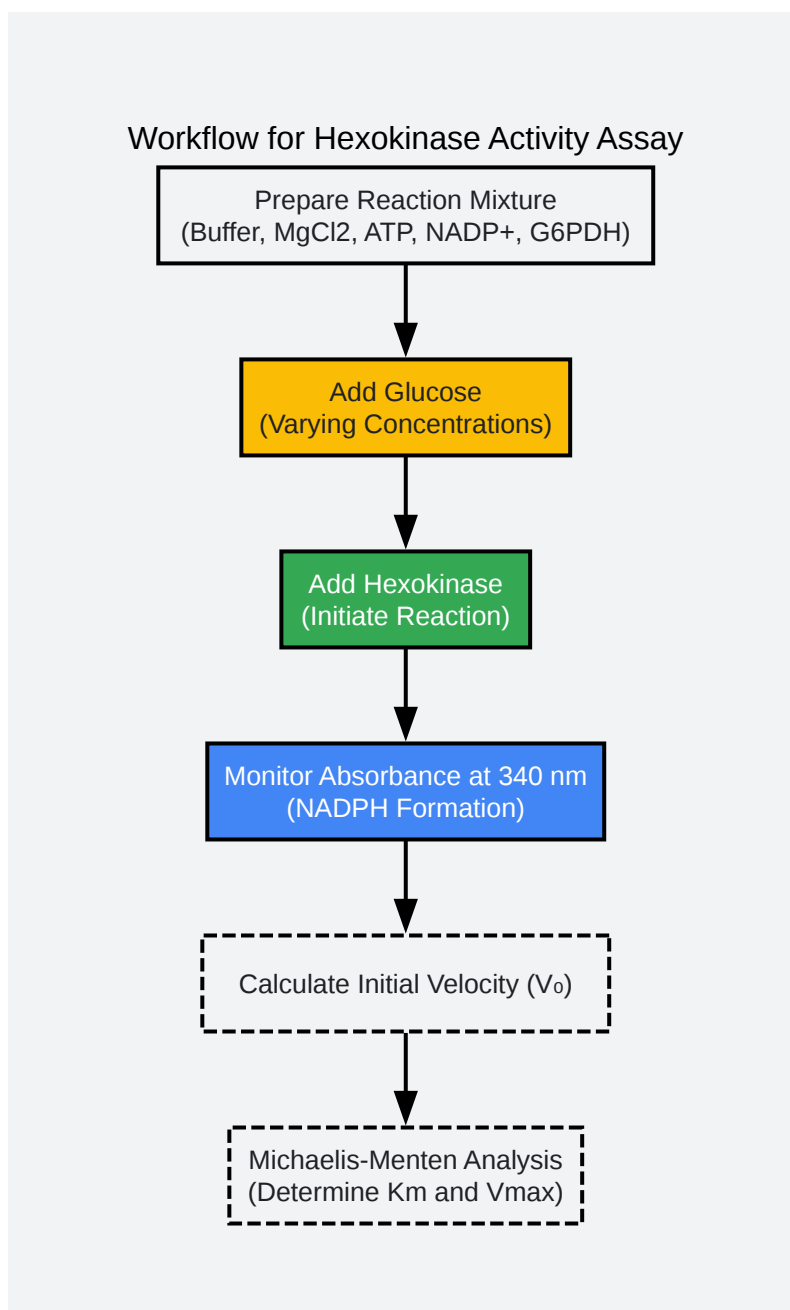 Workflow for Hexokinase Activity Assay
Prepare Reaction Mixture
(Buffer, MgCl2, ATP, NADP+, G6PDH)
Add Glucose
(Varying Concentrations)
Add Hexokinase
(Initiate Reaction)
Monitor Absorbance at 340 nm
(NADPH Formation)
Calculate Initial Velocity (V₀)
Michaelis-Menten Analysis
(Determine Km and Vmax)